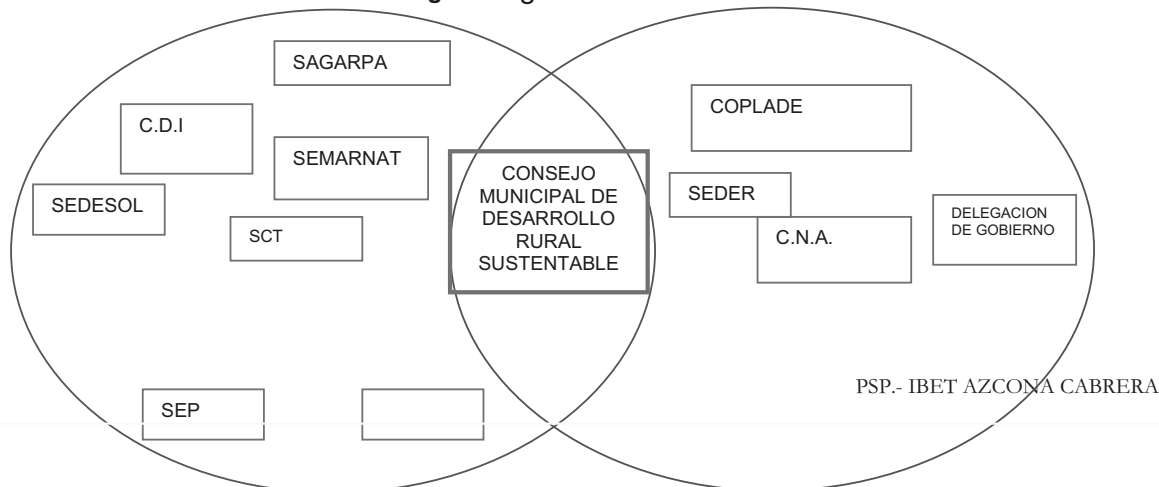 SAGARPA
COPLADE
C.D.I
SEMARNAT
CONSEJO
MUNICIPAL DE
DESARROLLO
RURAL
SUSTENTABLE
SEDESOL
SCT
SEDER
C.N.A.
DELEGACION
DE GOBIERNO
PSP.- IBET AZCONA CABRERA
SEP